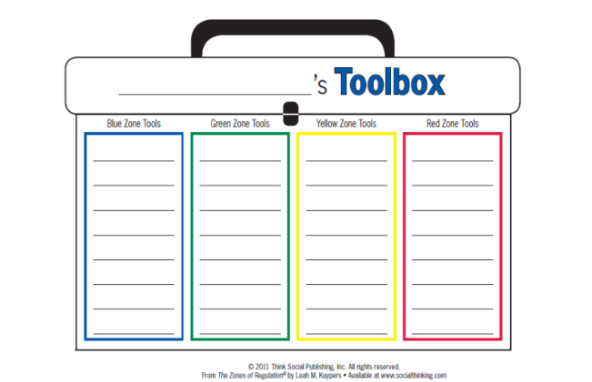 's Toolbox
Blue Zone Tools Green Zone Tools Yellow Zone Tools Red Zone Tools
© 2011 Think Social Publishing, Inc. All rights reserved.
From The Zones of Regulation® by Leah M. Kuypers • Available at www.socialthinking.com